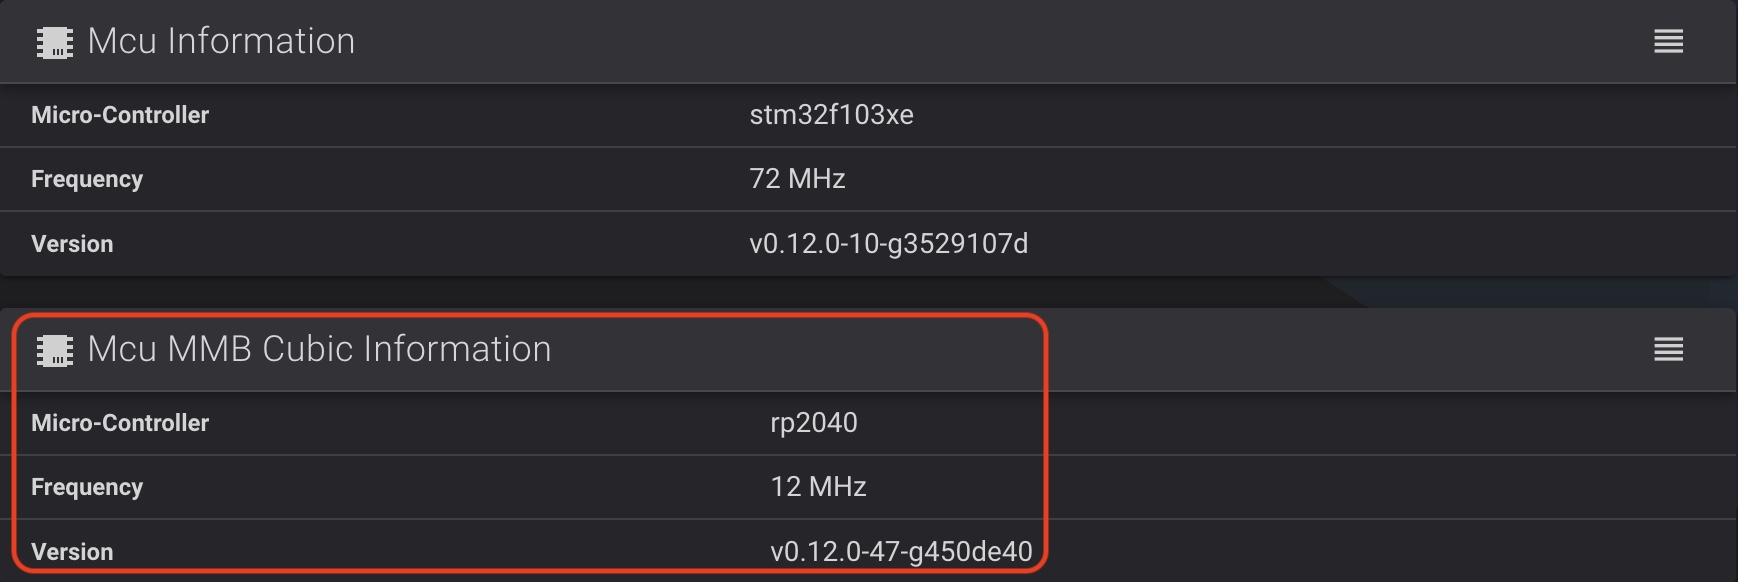 Mcu Information
Micro-Controller stm32f103xe
Frequency 72 MHz
Version v0.12.0-10-g3529107d
Mcu MMB Cubic Information
Micro-Controller rp2040
Frequency 12 MHz
Version v0.12.0-47-g450de40